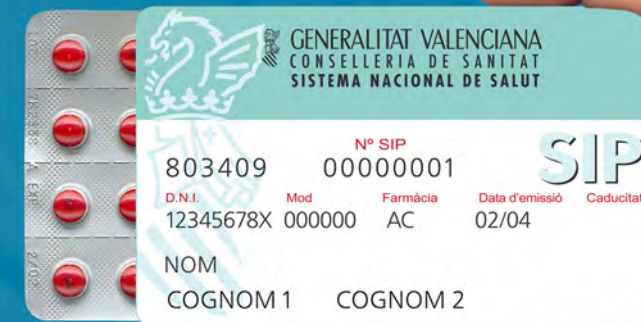 GENERALITAT VALENCIANA
CONSELLERIA DE SANITAT
SISTEMA NACIONAL DE SALUT
Nº SIP
803409 00000001
SIP
D.N.I. Mod Farmàcia Data d'emissió Caducitat
12345678X 000000 AC 02/04
NOM
COGNOM 1 COGNOM 2